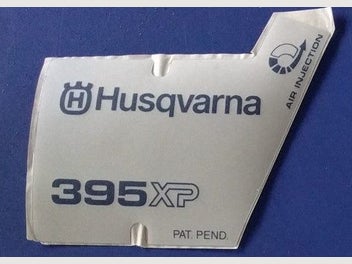 AIR INJECTION
H Husqvarna
395XP
PAT. PEND.